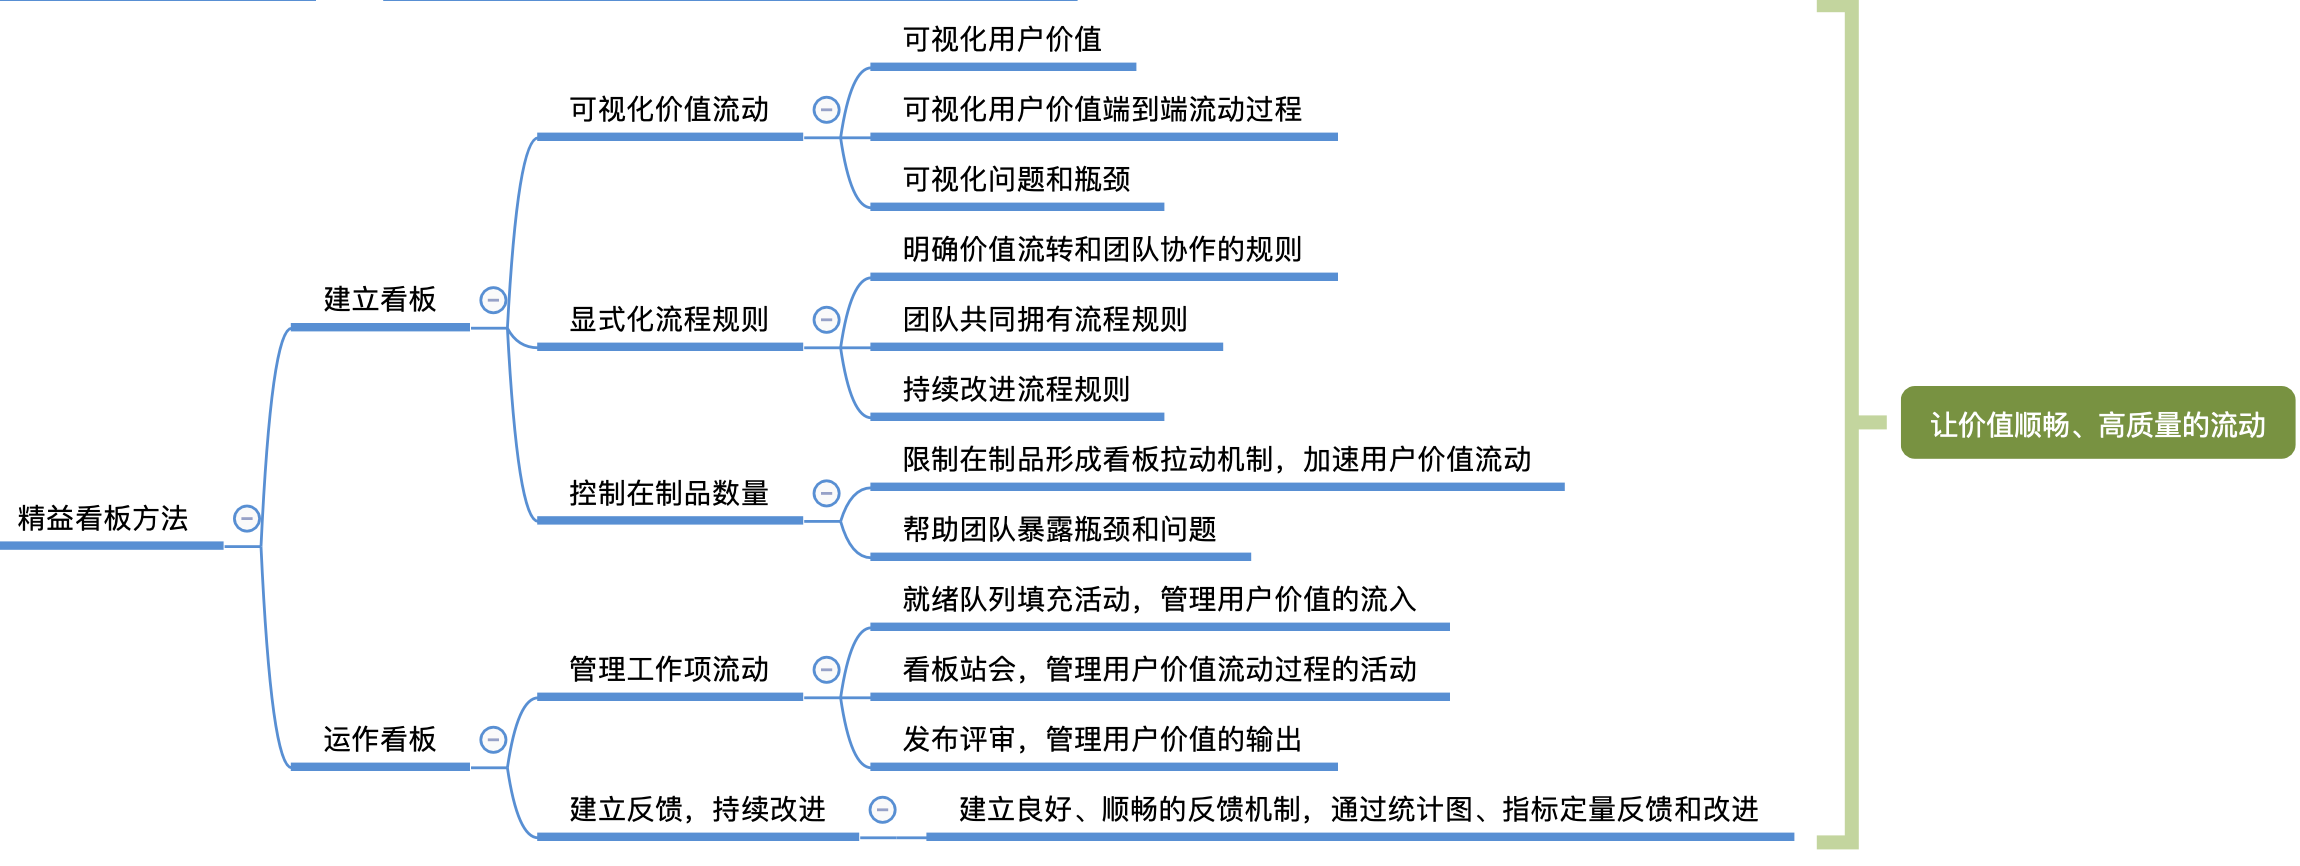 精益看板方法
建立看板
可视化价值流动
可视化用户价值
可视化用户价值端到端流动过程
可视化问题和瓶颈
显式化流程规则
明确价值流转和团队协作的规则
团队共同拥有流程规则
持续改进流程规则
控制在制品数量
限制在制品形成看板拉动机制，加速用户价值流动
帮助团队暴露瓶颈和问题
运作看板
管理工作项流动
就绪队列填充活动，管理用户价值的流入
看板站会，管理用户价值流动过程的活动
发布评审，管理用户价值的输出
建立反馈，持续改进
建立良好、顺畅的反馈机制，通过统计图、指标定量反馈和改进
让价值顺畅、高质量的流动